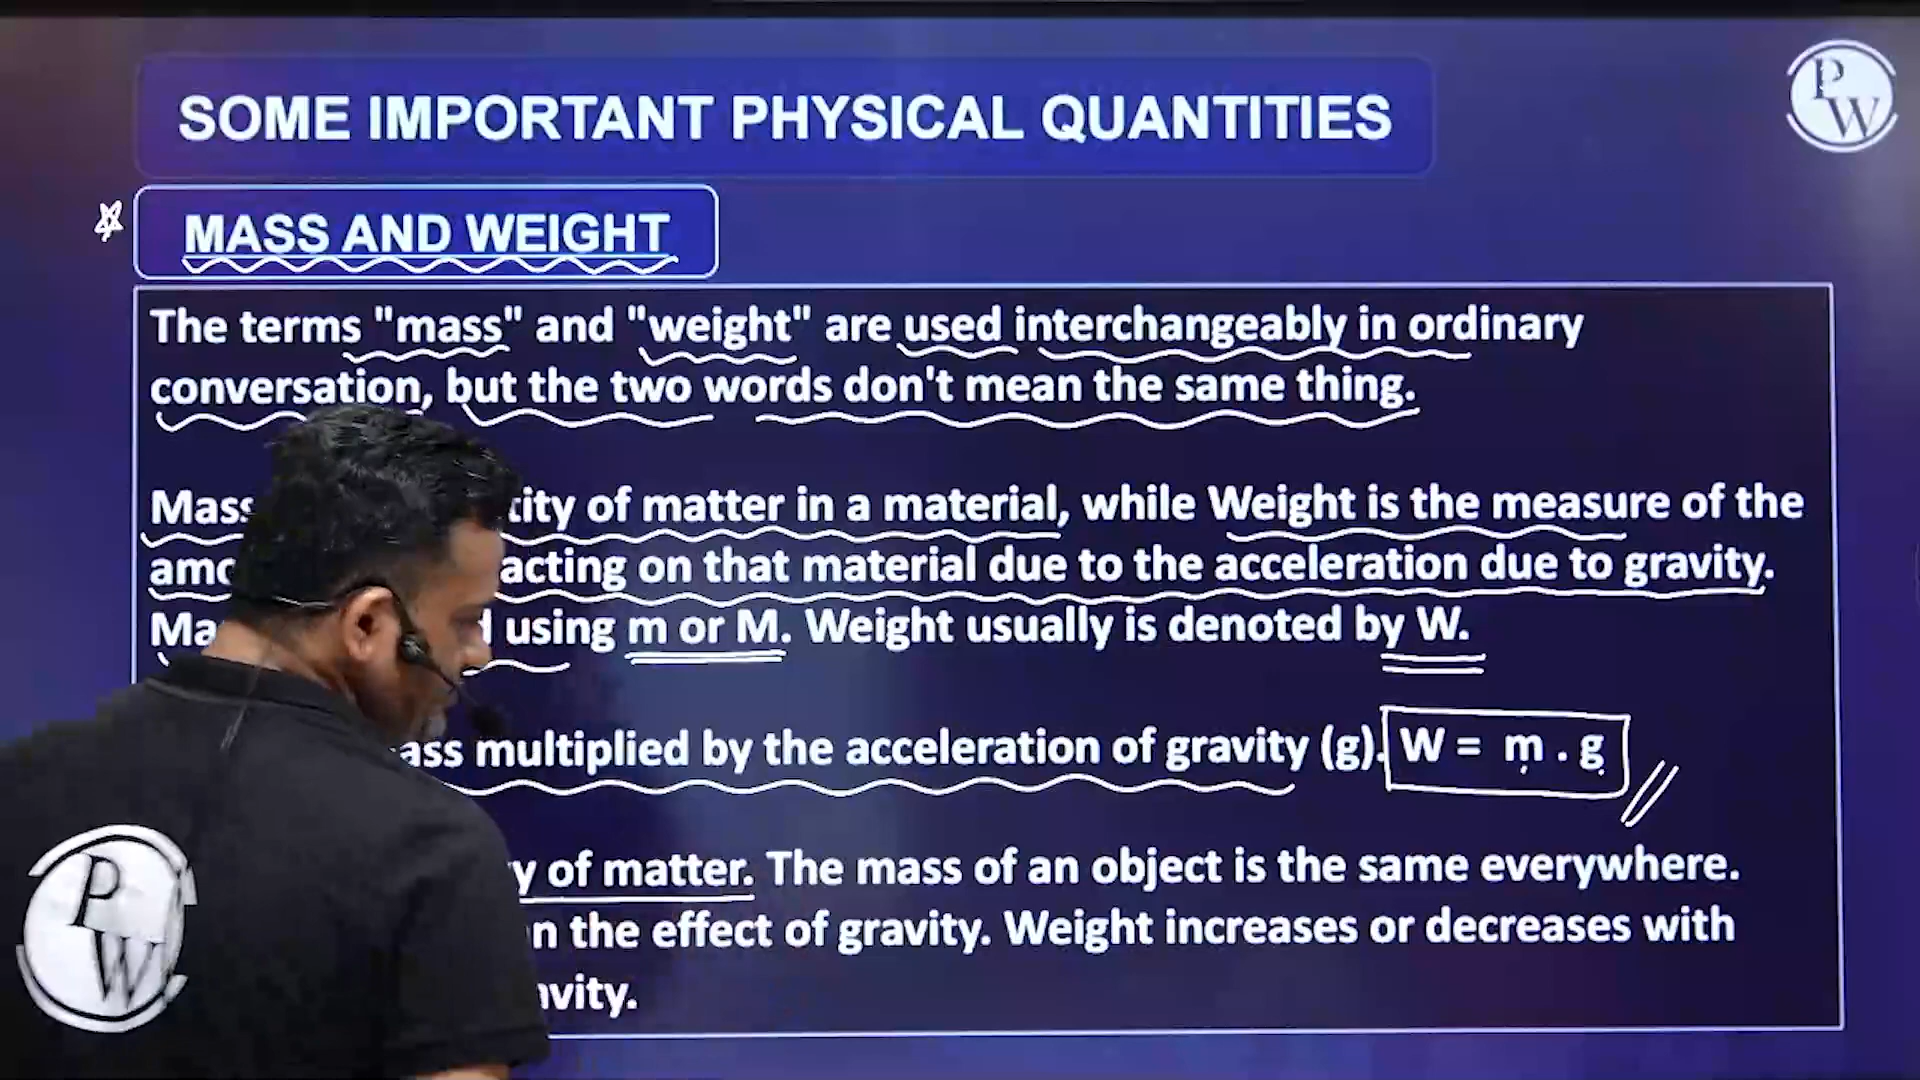 SOME IMPORTANT PHYSICAL QUANTITIES
P
W
MASS AND WEIGHT
The terms "mass" and "weight" are used interchangeably in ordinary
conversation, but the two words don't mean the same thing.
Mass of matter in a material, while Weight is the measure of the
acting on that material due to the acceleration due to gravity.
using m or M. Weight usually is denoted by W.
multiplied by the acceleration of gravity (g). W = m . g
of matter. The mass of an object is the same everywhere.
the effect of gravity. Weight increases or decreases with
P
W